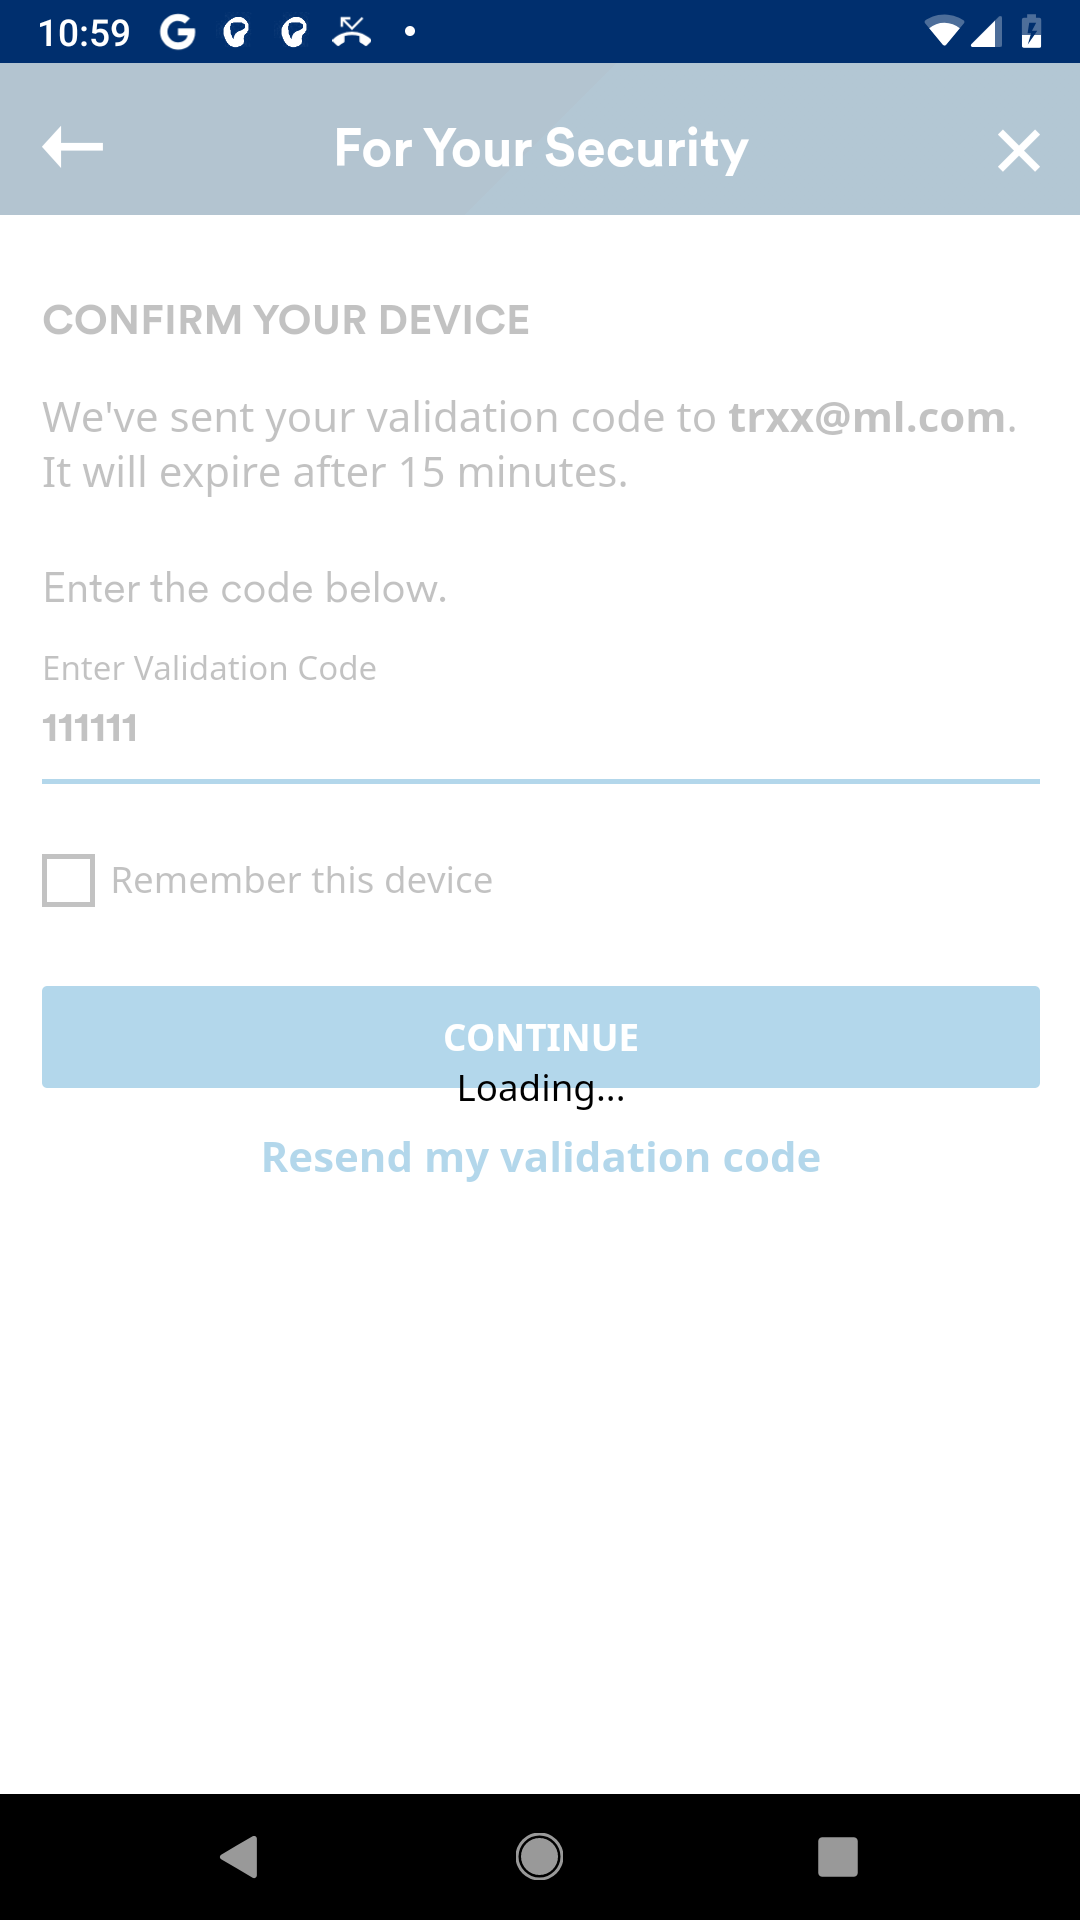 10:59
For Your Security
CONFIRM YOUR DEVICE
We've sent your validation code to trxx@ml.com.
It will expire after 15 minutes.
Enter the code below.
Enter Validation Code
111111
Remember this device
CONTINUE
Loading...
Resend my validation code